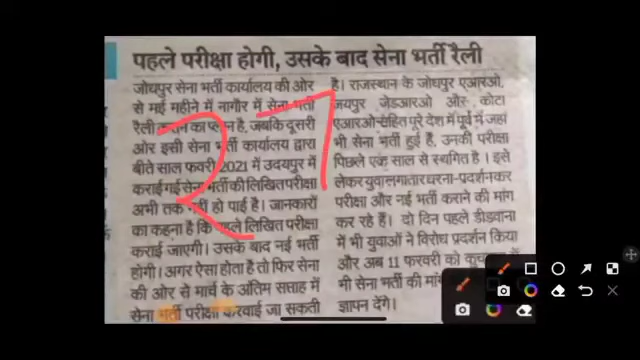 पहले परीक्षा होगी, उसके बाद सेना भर्ती रैली
जोधपुर सेना भर्ती कार्यालय की ओर
से मई महीने में नागौर में सेना भर्ती
रैली का प्लान है, जबकि दूसरी
ओर इसी सेना भर्ती कार्यालय द्वारा
बीते साल फवरी 2021 में उदयपुर में
कराई गई सेना भर्ती की लिखित परीक्षा
अभी तक नहीं हो पाई है। जानकारों
का कहना है कि पहले लिखित परीक्षा
कराई जाएगी। उसके बाद नई भर्ती
होगी। अगर ऐसा होता है तो फिर सेना
की ओर से मार्च के अंतिम सप्ताह में
सेना भर्ती परीक्षा करवाई जा सकती
है। राजस्थान के जोधपुर एआरओ,
जयपुर जेडआरओ और कोटा
एआरओ सहित पूरे देश में पूर्व में जहां
भी सेना भर्ती हुई हैं, उनकी परीक्षा
पिछले एक साल से स्थगित है। इसे
लेकर युवा लगातार धरना-प्रदर्शन कर
परीक्षा और नई भर्ती कराने की मांग
कर रहे हैं। दो दिन पहले डीडवाना
में भी युवाओं ने विरोध प्रदर्शन किया
और अब 11 फरवरी को में
भी सेना भर्ती की मांग
ज्ञापन देंगे।
27